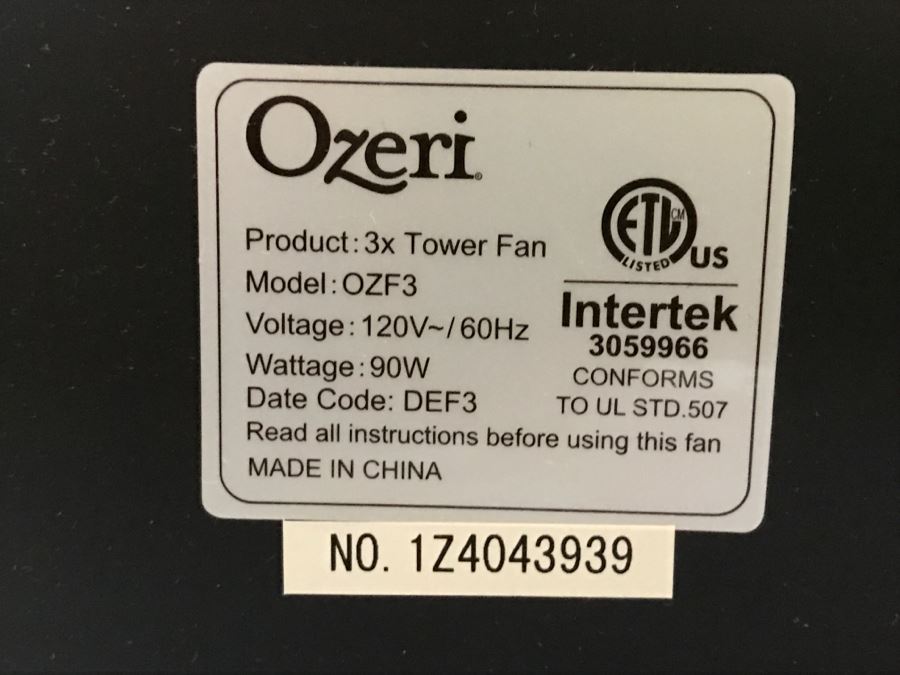 Ozeri®
Product: 3x Tower Fan
Model: OZF3
Voltage: 120V~/60Hz
Wattage: 90W
Date Code: DEF3
Read all instructions before using this fan
MADE IN CHINA
ETL CM
LISTED US
Intertek
3059966
CONFORMS
TO UL STD.507
NO. 1Z4043939